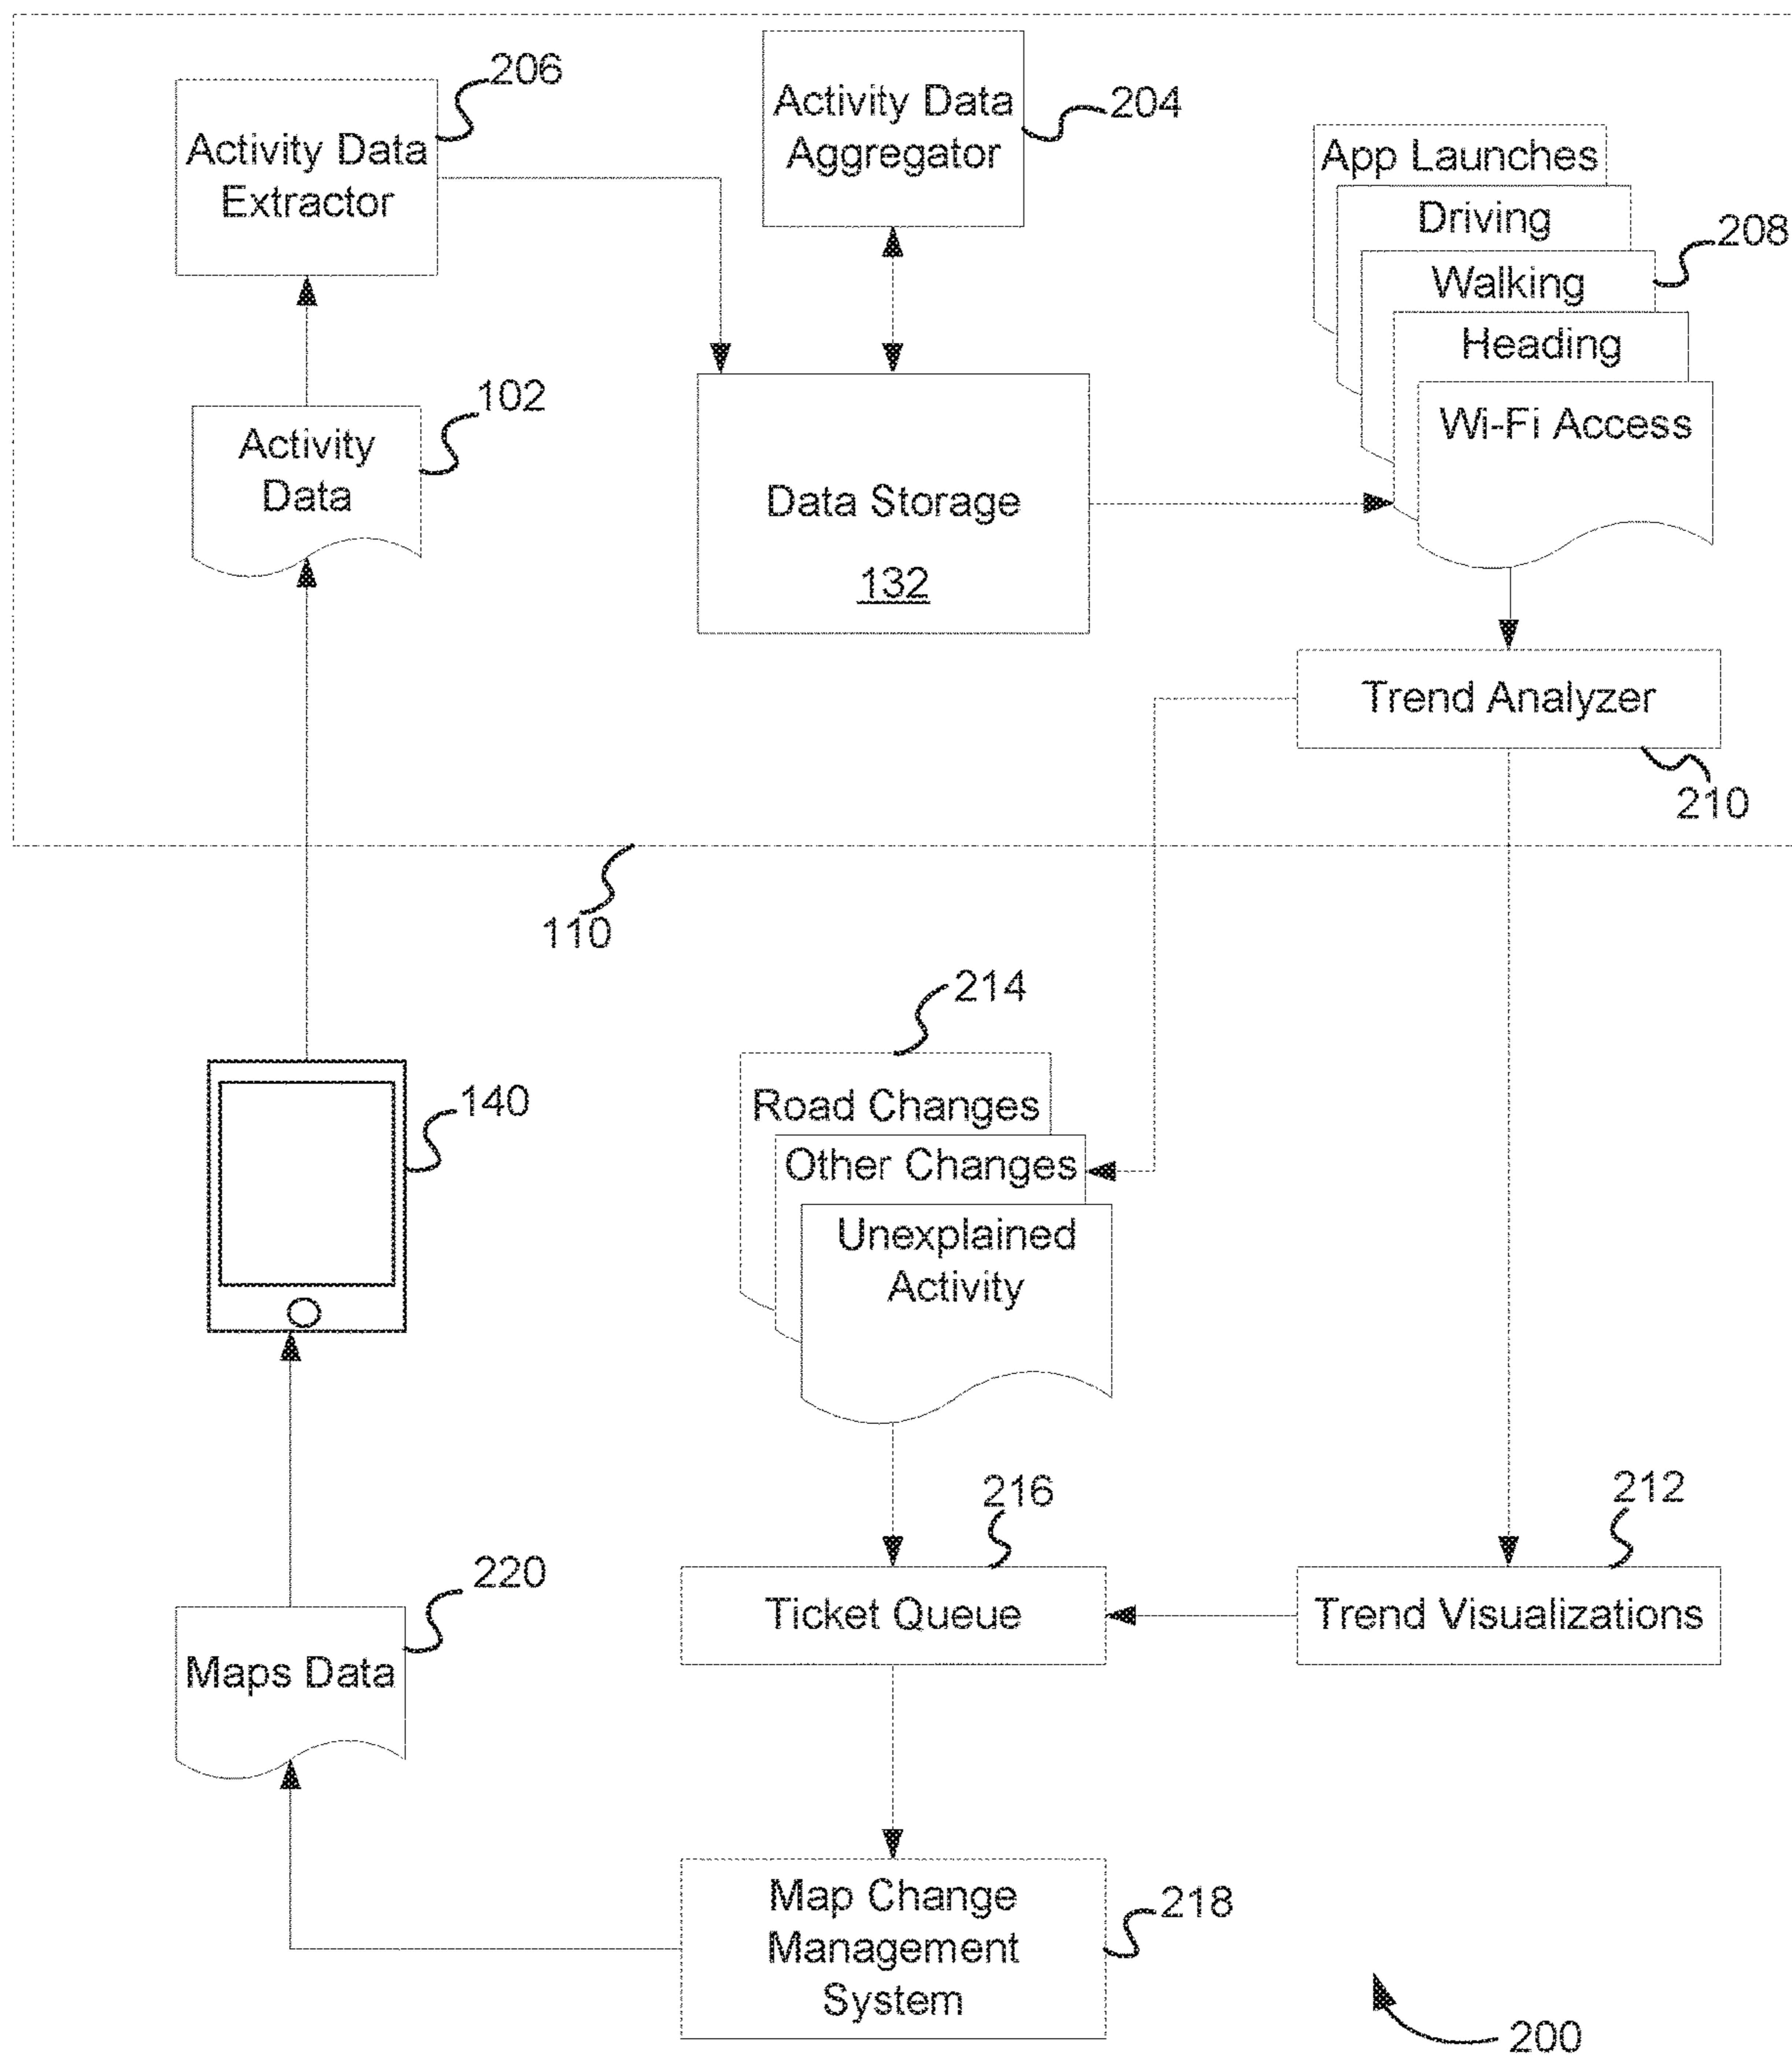 206
Activity Data
Extractor
Activity Data
Aggregator
204
App Launches
Driving
Walking
208
Heading
Wi-Fi Access
102
Activity
Data
Data Storage
132
Trend Analyzer
210
110
214
Road Changes
Other Changes
Unexplained
Activity
140
216
212
Ticket Queue
Trend Visualizations
220
Maps Data
Map Change
Management
System
218
200